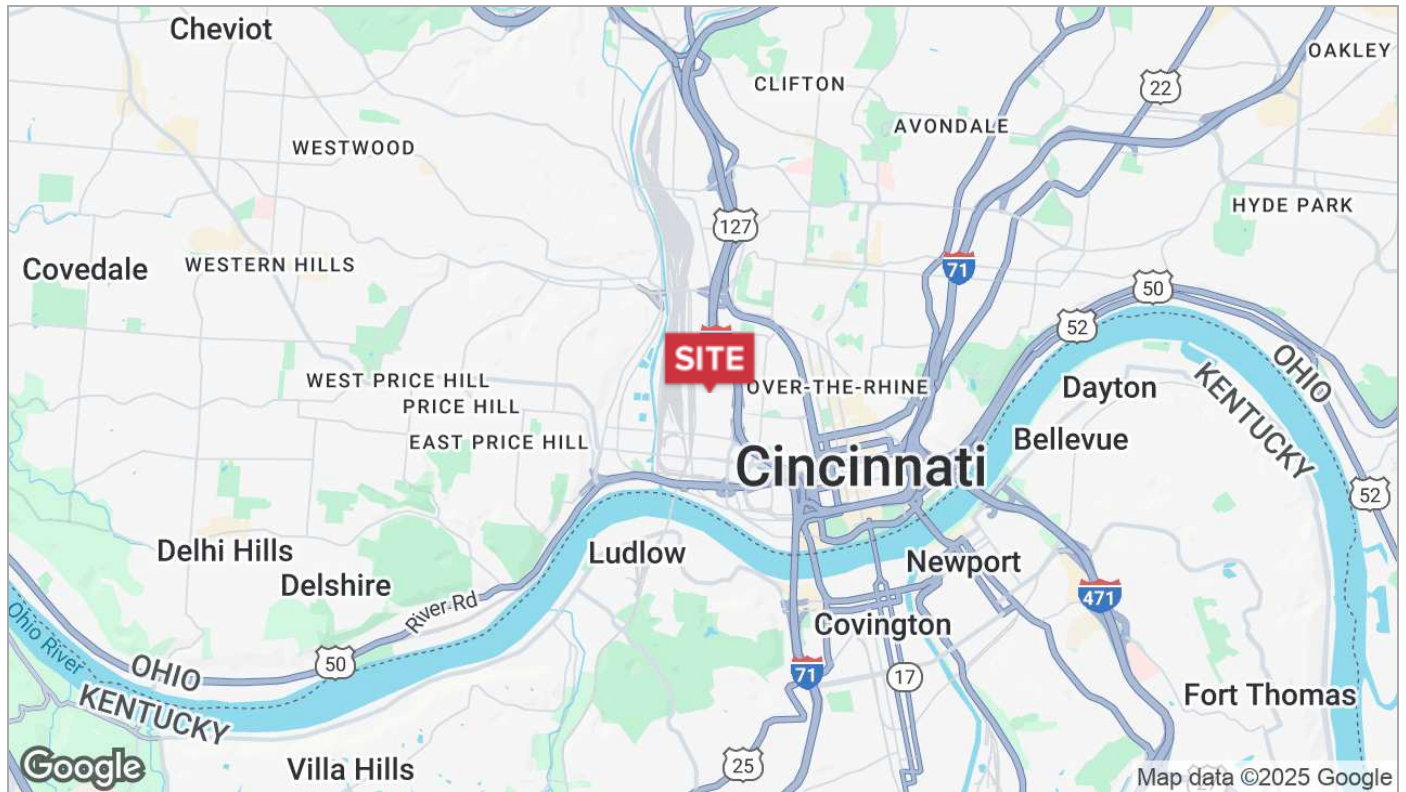 Cheviot
OAKLEY
CLIFTON
22
AVONDALE
WESTWOOD
HYDE PARK
127
Covedale
WESTERN HILLS
71
50
52
SITE
OHIO
KENTUCKY
WEST PRICE HILL
OVER-THE-RHINE
Dayton
PRICE HILL
EAST PRICE HILL
Bellevue
Cincinnati
52
Delhi Hills
Ludlow
Newport
Delshire
River Rd
471
Ohio River
Covington
OHIO
50
71
17
KENTUCKY
Fort Thomas
Villa Hills
25
Google
Map data ©2025 Google